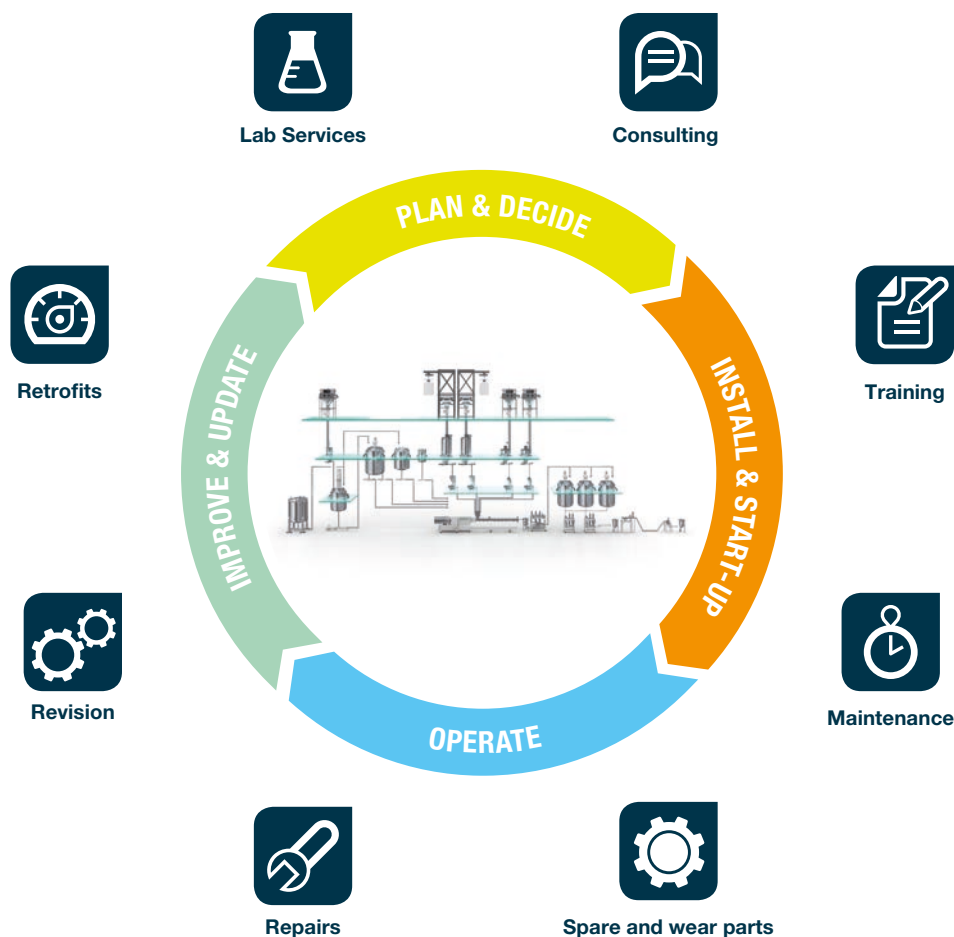 Lab Services
Consulting
PLAN & DECIDE
Retrofits
Training
IMPROVE & UPDATE
INSTALL & START-UP
Revision
Maintenance
OPERATE
Repairs
Spare and wear parts